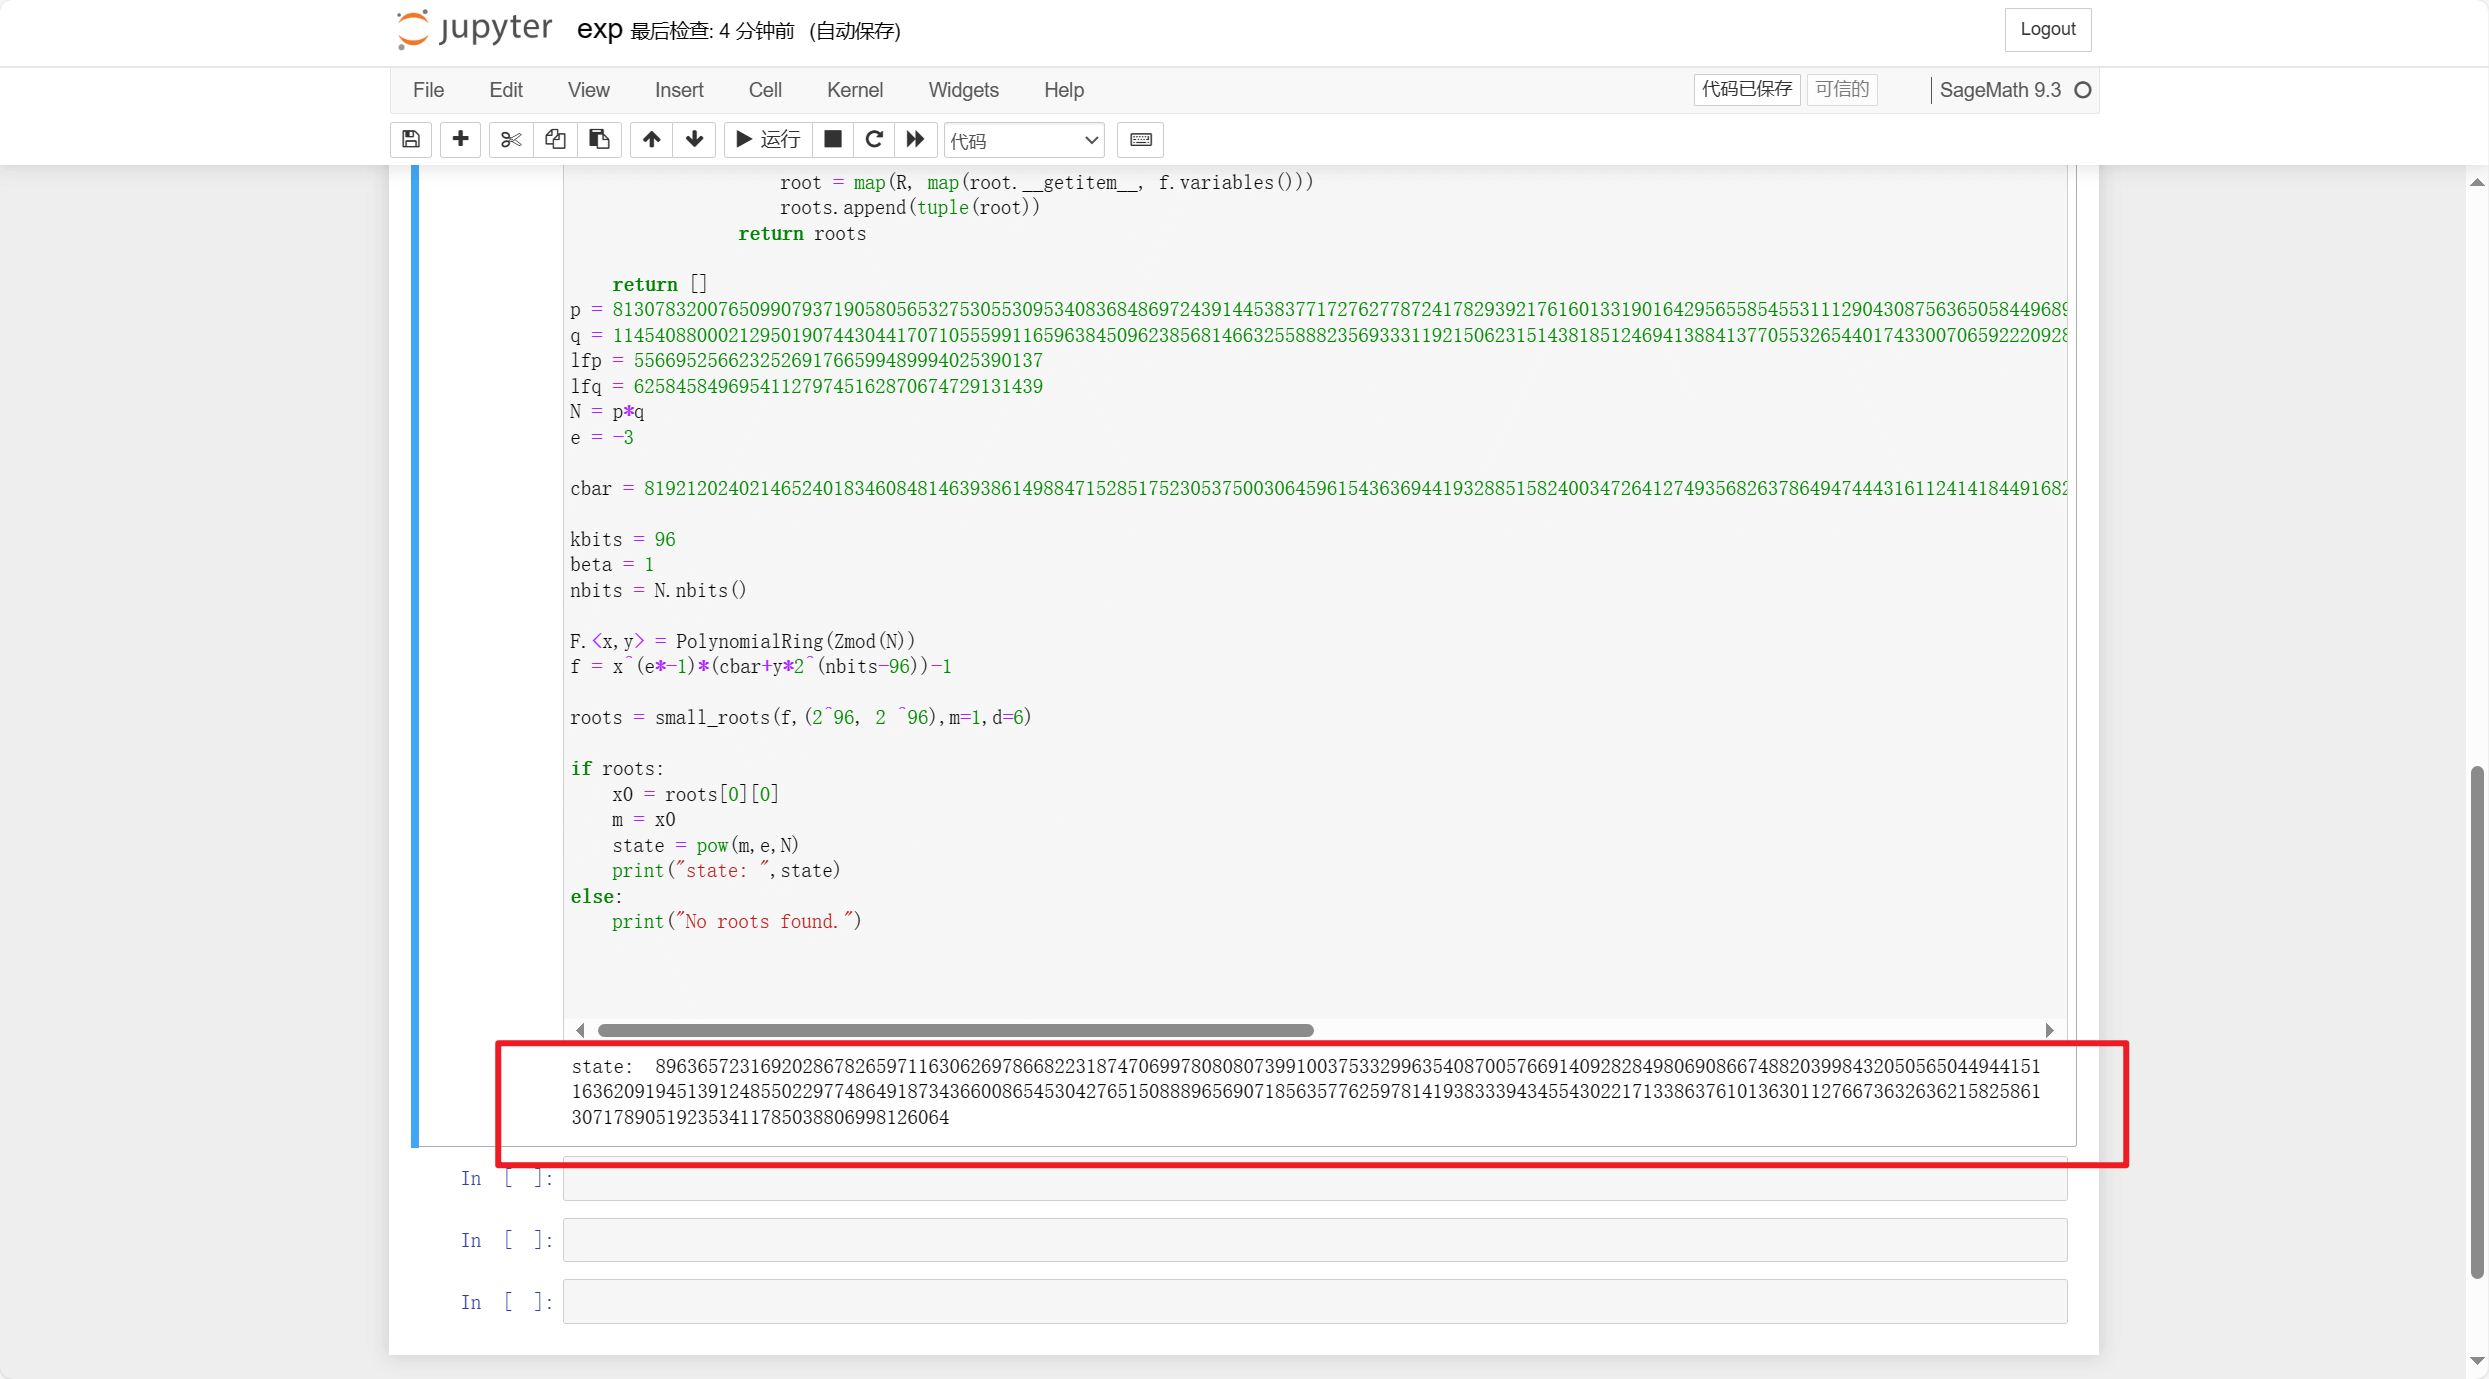 jupyter exp 最后检查: 4 分钟前 (自动保存) Logout
File Edit View Insert Cell Kernel Widgets Help 代码已保存 可信的 SageMath 9.3
运行 代码
root = map(R, map(root.__getitem__, f.variables()))
roots.append(tuple(root))
return roots
return []
p = 8130783200765099079371905805653275305530953408368486972439144538377172762778724178293921761601331901642956558545531112904308756365058449689
q = 1145408800021295019074430441707105559911659638450962385681466325588823569333119215062315143818512469413884137705532654401743300706592220928
lfp = 556695256623252691766599489994025390137
lfq = 625845849695411279745162870674729131439
N = p*q
e = -3
cbar = 8192120240214652401834608481463938614988471528517523053750030645961543636944193288515824003472641274935682637864947444316112414184491682
kbits = 96
beta = 1
nbits = N.nbits()
F.<x,y> = PolynomialRing(Zmod(N))
f = x^(e*-1)*(cbar+y*2^(nbits-96))-1
roots = small_roots(f,(2^96, 2 ^96),m=1,d=6)
if roots:
x0 = roots[0][0]
m = x0
state = pow(m,e,N)
print("state: ",state)
else:
print("No roots found.")
state:  89636572316920286782659711630626978668223187470699780808073991003753329963540870057669140928284980690866748820399843205056504494415​1
16362091945139124855022977486491873436600865453042765150888965690718563577625978141938333943455430221713386376101363011276673632636215825861
307178905192353411785038806998126064
In [ ]:
In [ ]:
In [ ]: